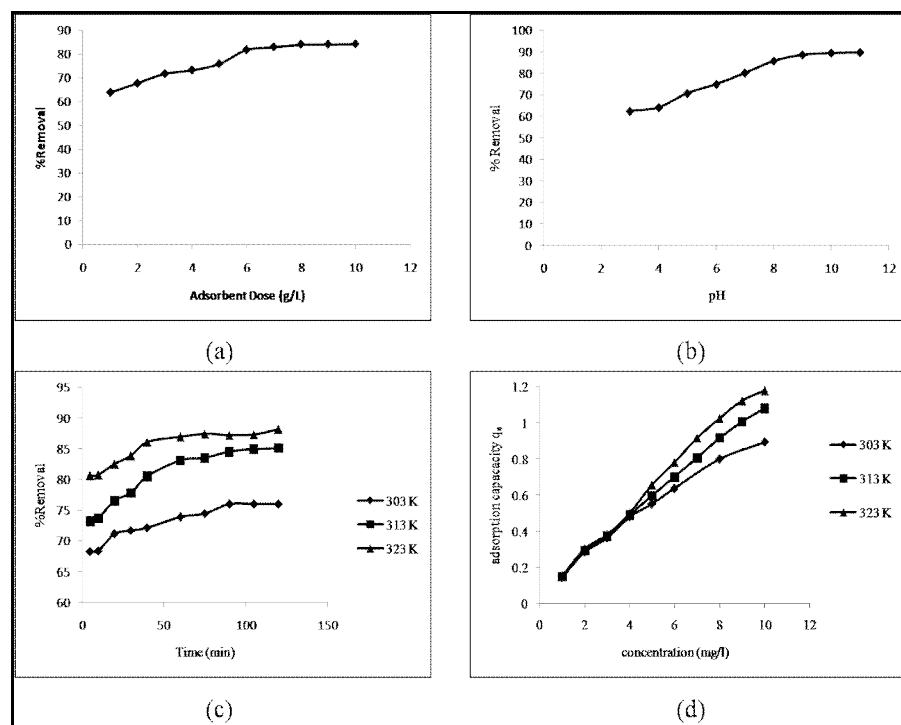 90
80
70
60
50
40
30
20
10
0
%Removal
0 2 4 6 8 10 12
Adsorbent Dose (g/L)
(a)
100
90
80
70
60
50
40
30
20
10
0
% Removal
0 2 4 6 8 10 12
pH
(b)
95
90
85
80
75
70
65
60
%Removal
0 50 100 150
Time (min)
303 K
313 K
323 K
(c)
1.2
1
0.8
0.6
0.4
0.2
0
adsorption capacacity qe
0 2 4 6 8 10 12
concentration (mg/l)
303 K
313 K
323 K
(d)